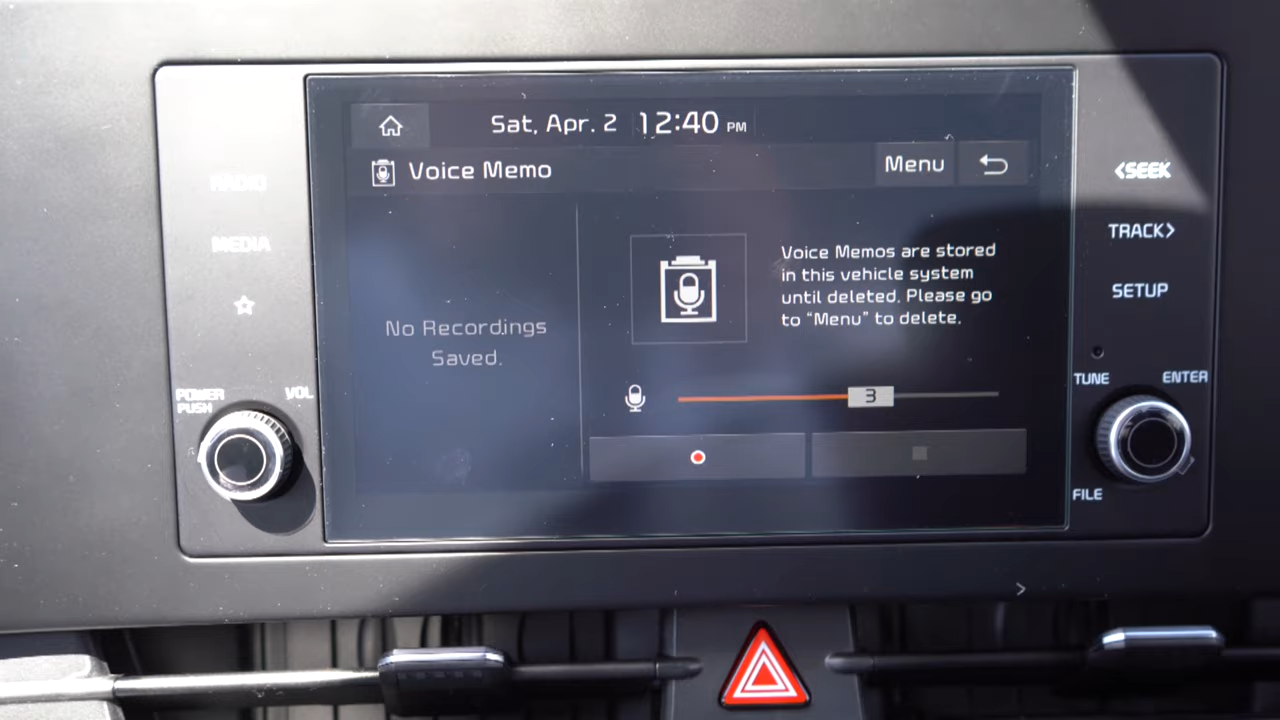 Sat, Apr. 2 12:40 PM
Voice Memo
Menu
No Recordings
Saved.
Voice Memos are stored
in this vehicle system
until deleted. Please go
to “Menu” to delete.
3
RADIO
MEDIA
POWER
PUSH
VOL
<SEEK
TRACK>
SETUP
TUNE
ENTER
FILE